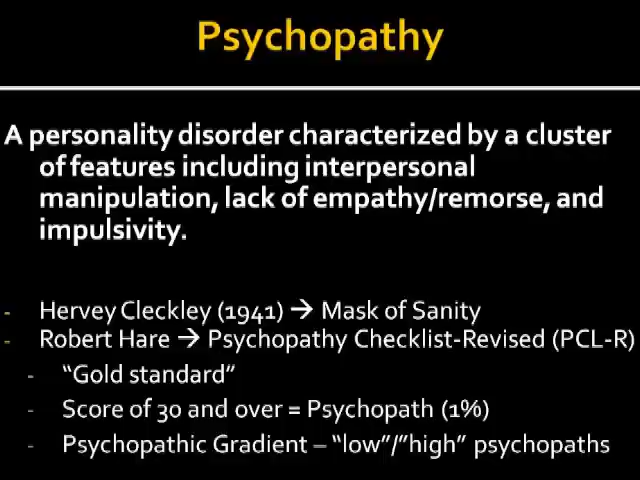 Psychopathy
A personality disorder characterized by a cluster
of features including interpersonal
manipulation, lack of empathy/remorse, and
impulsivity.
- Hervey Cleckley (1941) → Mask of Sanity
- Robert Hare → Psychopathy Checklist-Revised (PCL-R)
- “Gold standard”
- Score of 30 and over = Psychopath (1%)
- Psychopathic Gradient – “low”/”high” psychopaths